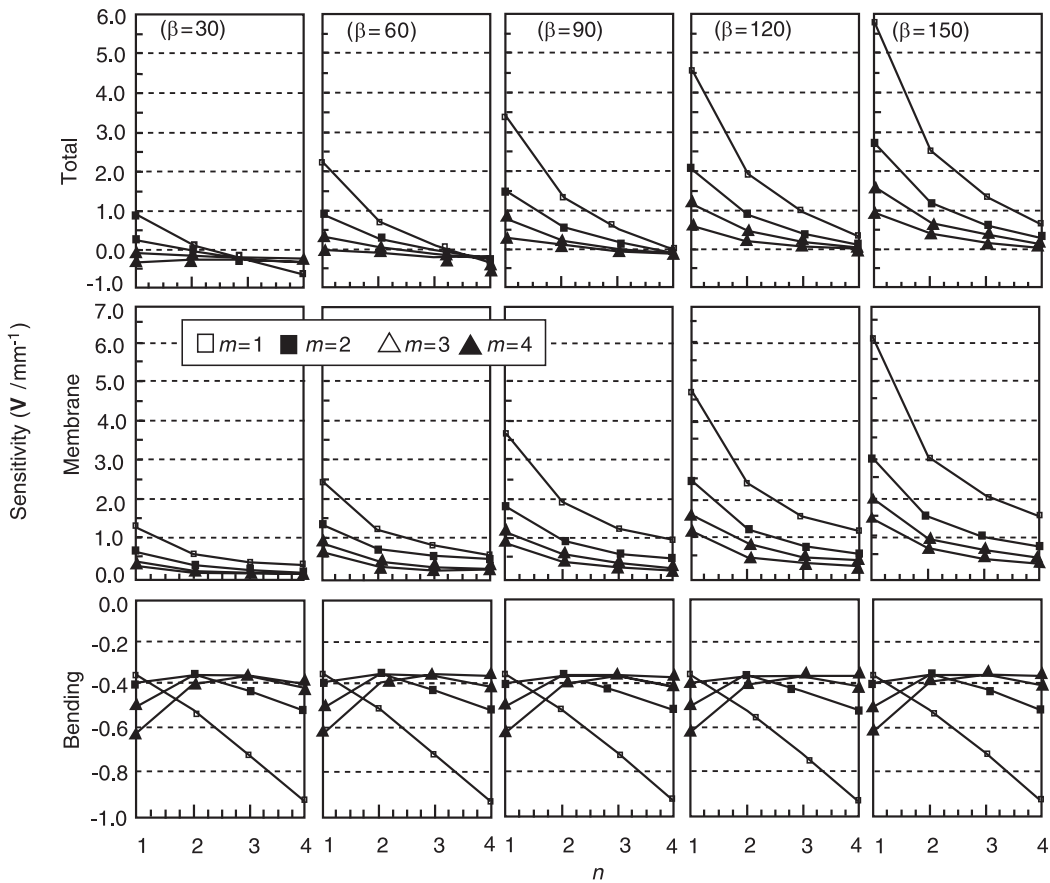 (β=30) (β=60) (β=90) (β=120) (β=150)
6.0
5.0
4.0
3.0
2.0
1.0
0.0
-1.0
Total
7.0
6.0
5.0
4.0
3.0
2.0
1.0
0.0
Membrane
m=1 m=2 m=3 m=4
Sensitivity (V/mm⁻¹)
0.0
-0.2
-0.4
-0.6
-0.8
-1.0
Bending
1 2 3 4 1 2 3 4 1 2 3 4 1 2 3 4 1 2 3 4
n